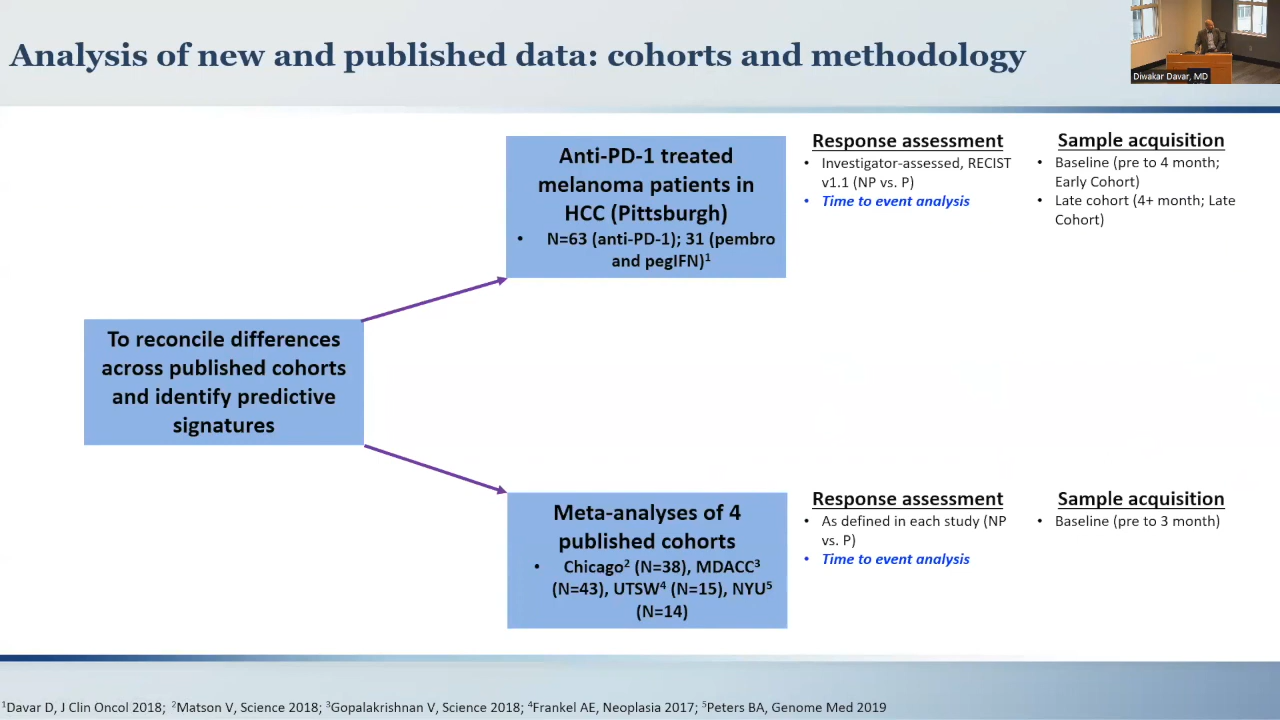 Analysis of new and published data: cohorts and methodology
Diwakar Davar, MD
Anti-PD-1 treated
melanoma patients in
HCC (Pittsburgh)
• N=63 (anti-PD-1); 31 (pembro
and pegIFN)¹
Response assessment
• Investigator-assessed, RECIST
v1.1 (NP vs. P)
• Time to event analysis
Sample acquisition
• Baseline (pre to 4 month;
Early Cohort)
• Late cohort (4+ month; Late
Cohort)
To reconcile differences
across published cohorts
and identify predictive
signatures
Meta-analyses of 4
published cohorts
• Chicago² (N=38), MDACC³
(N=43), UTSW⁴ (N=15), NYU⁵
(N=14)
Response assessment
• As defined in each study (NP
vs. P)
• Time to event analysis
Sample acquisition
• Baseline (pre to 3 month)
¹Davar D, J Clin Oncol 2018; ²Matson V, Science 2018; ³Gopalakrishnan V, Science 2018; ⁴Frankel AE, Neoplasia 2017; ⁵Peters BA, Genome Med 2019